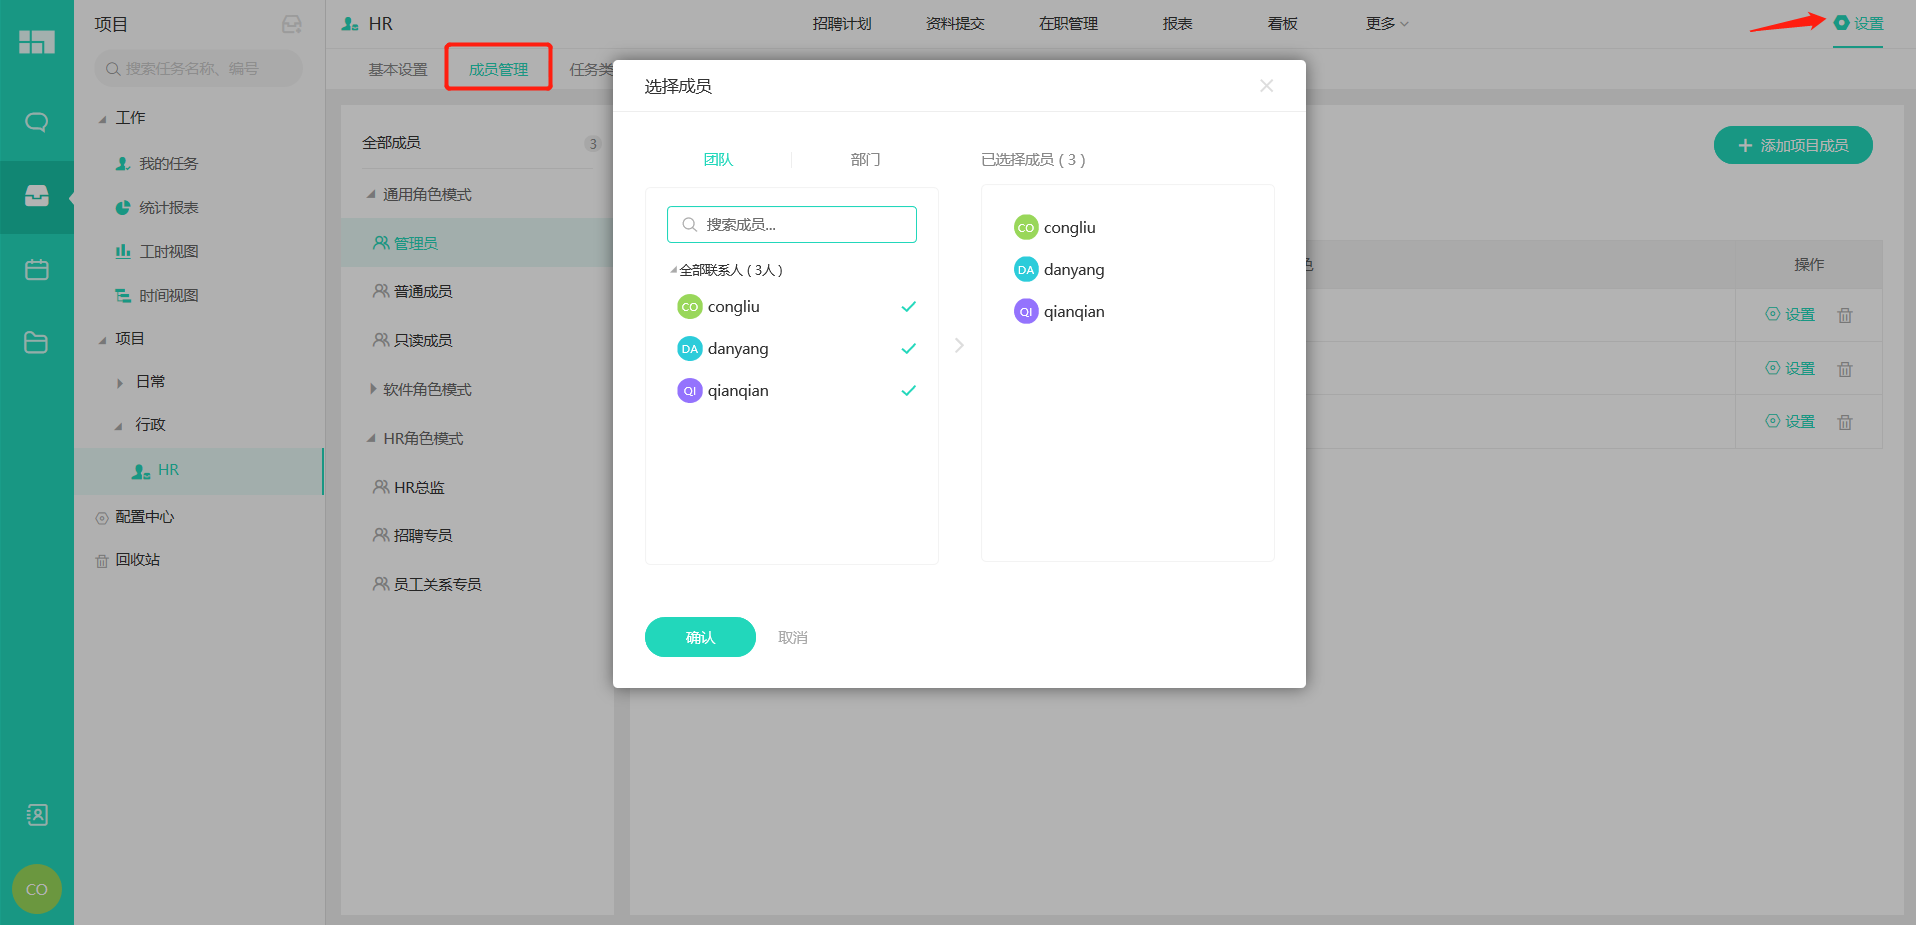 项目
搜索任务名称、编号
工作
我的任务
统计报表
工时视图
时间视图
项目
日常
行政
HR
配置中心
回收站
CO
HR
招聘计划
资料提交
在职管理
报表
看板
更多
设置
基本设置
成员管理
任务类
全部成员
3
通用角色模式
管理员
普通成员
只读成员
软件角色模式
HR角色模式
HR总监
招聘专员
员工关系专员
添加项目成员
色
操作
设置
设置
设置
选择成员
团队
部门
搜索成员...
全部联系人 ( 3人 )
CO congliu
DA danyang
QI qianqian
已选择成员 ( 3 )
CO congliu
DA danyang
QI qianqian
确认
取消